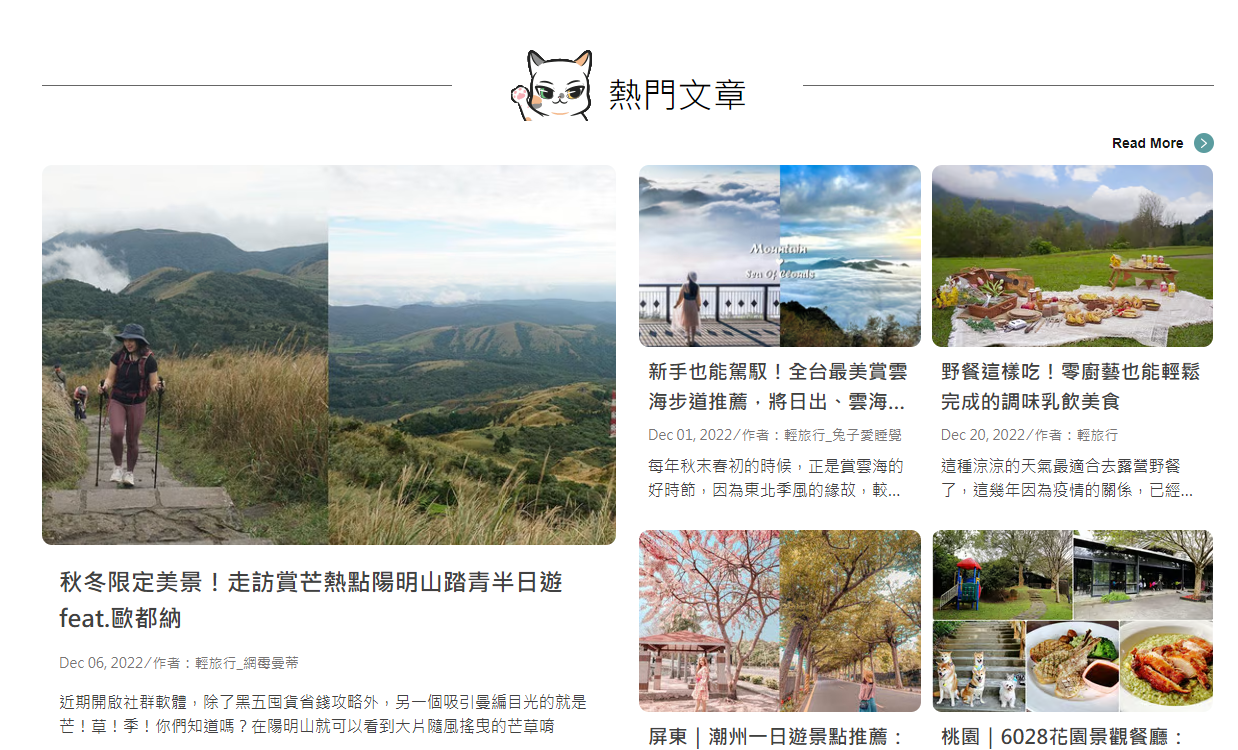 熱門文章
Read More
秋冬限定美景！走訪賞芒熱點陽明山踏青半日遊
feat.歐都納
Dec 06, 2022/作者：輕旅行_網毒曼蒂
近期開啟社群軟體，除了黑五囤貨省錢攻略外，另一個吸引曼編目光的就是
芒！草！季！你們知道嗎？在陽明山就可以看到大片隨風搖曳的芒草唷
Mountain
Sea Of Clouds
新手也能駕馭！全台最美賞雲
海步道推薦，將日出、雲海...
Dec 01, 2022/作者：輕旅行_兔子愛睡覺
每年秋末春初的時候，正是賞雲海的
好時節，因為東北季風的緣故，較...
野餐這樣吃！零廚藝也能輕鬆
完成的調味乳飲美食
Dec 20, 2022/作者：輕旅行
這種涼涼的天氣最適合去露營野餐
了，這幾年因為疫情的關係，已經...
屏東｜潮州一日遊景點推薦：
桃園｜6028花園景觀餐廳：